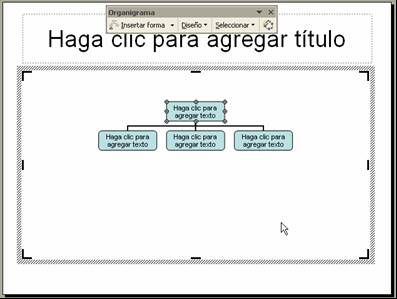 Organigrama
Insertar forma Diseño Seleccionar
Haga clic para agregar título
Haga clic para
agregar texto
Haga clic para
agregar texto
Haga clic para
agregar texto
Haga clic para
agregar texto